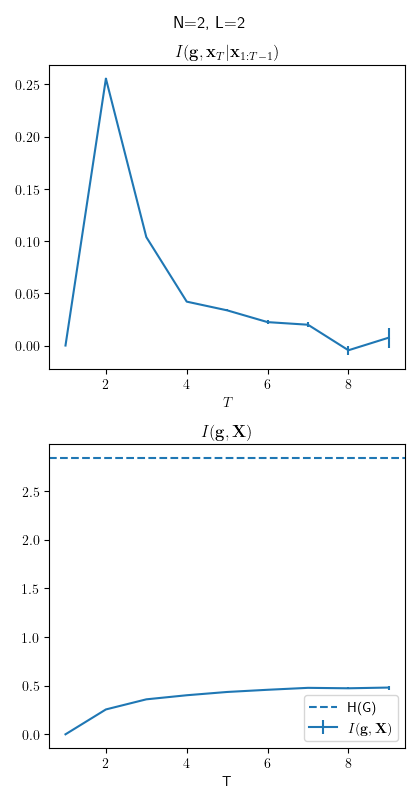 N=2, L=2
I(g, x_T|x_{1:T−1})
0.25
0.20
0.15
0.10
0.05
0.00
2 4 6 8
T
I(g, X)
2.5
2.0
1.5
1.0
0.5
0.0
H(G)
I(g, X)
2 4 6 8
T